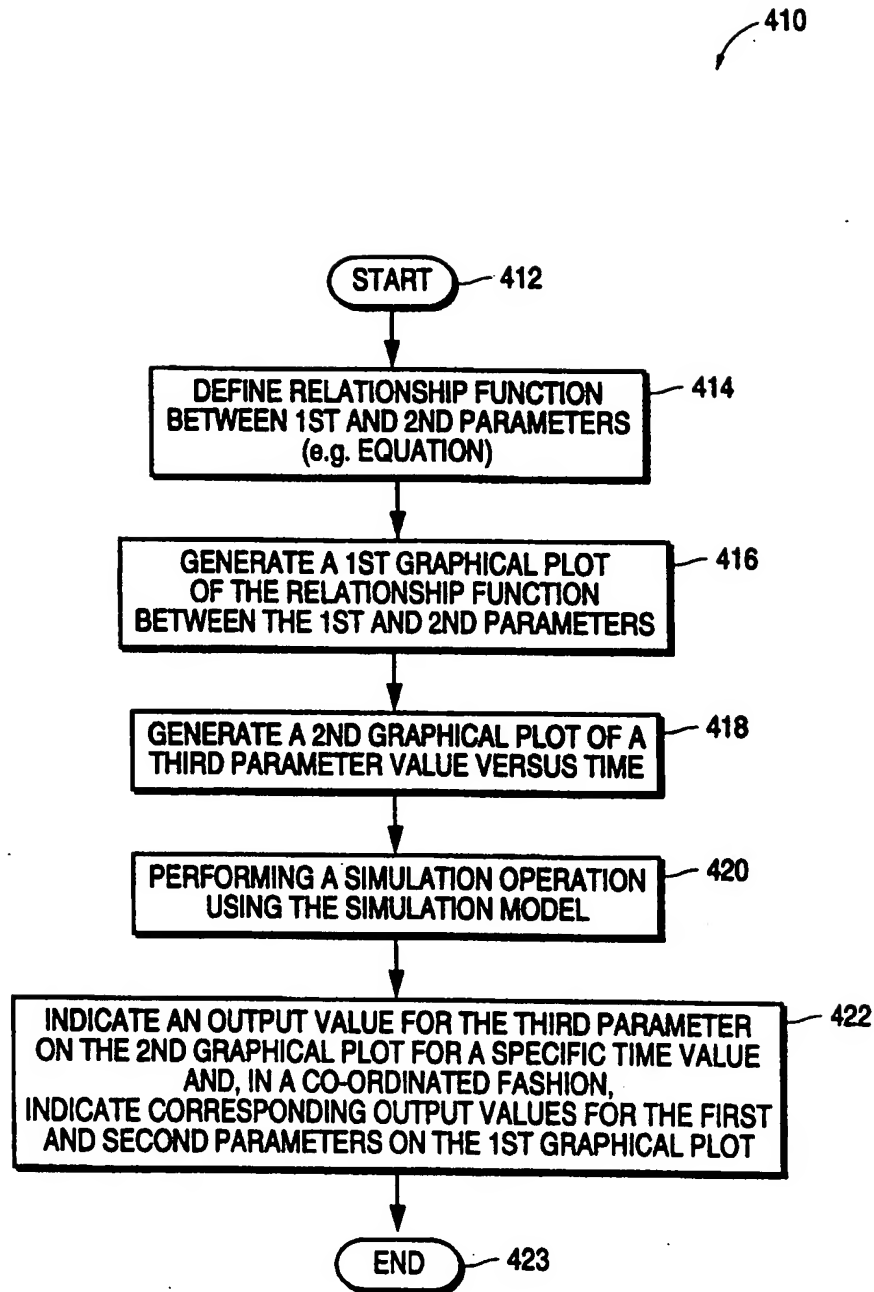 410
START
412
DEFINE RELATIONSHIP FUNCTION
BETWEEN 1ST AND 2ND PARAMETERS
(e.g. EQUATION)
414
GENERATE A 1ST GRAPHICAL PLOT
OF THE RELATIONSHIP FUNCTION
BETWEEN THE 1ST AND 2ND PARAMETERS
416
GENERATE A 2ND GRAPHICAL PLOT OF A
THIRD PARAMETER VALUE VERSUS TIME
418
PERFORMING A SIMULATION OPERATION
USING THE SIMULATION MODEL
420
INDICATE AN OUTPUT VALUE FOR THE THIRD PARAMETER
ON THE 2ND GRAPHICAL PLOT FOR A SPECIFIC TIME VALUE
AND, IN A CO-ORDINATED FASHION,
INDICATE CORRESPONDING OUTPUT VALUES FOR THE FIRST
AND SECOND PARAMETERS ON THE 1ST GRAPHICAL PLOT
422
END
423